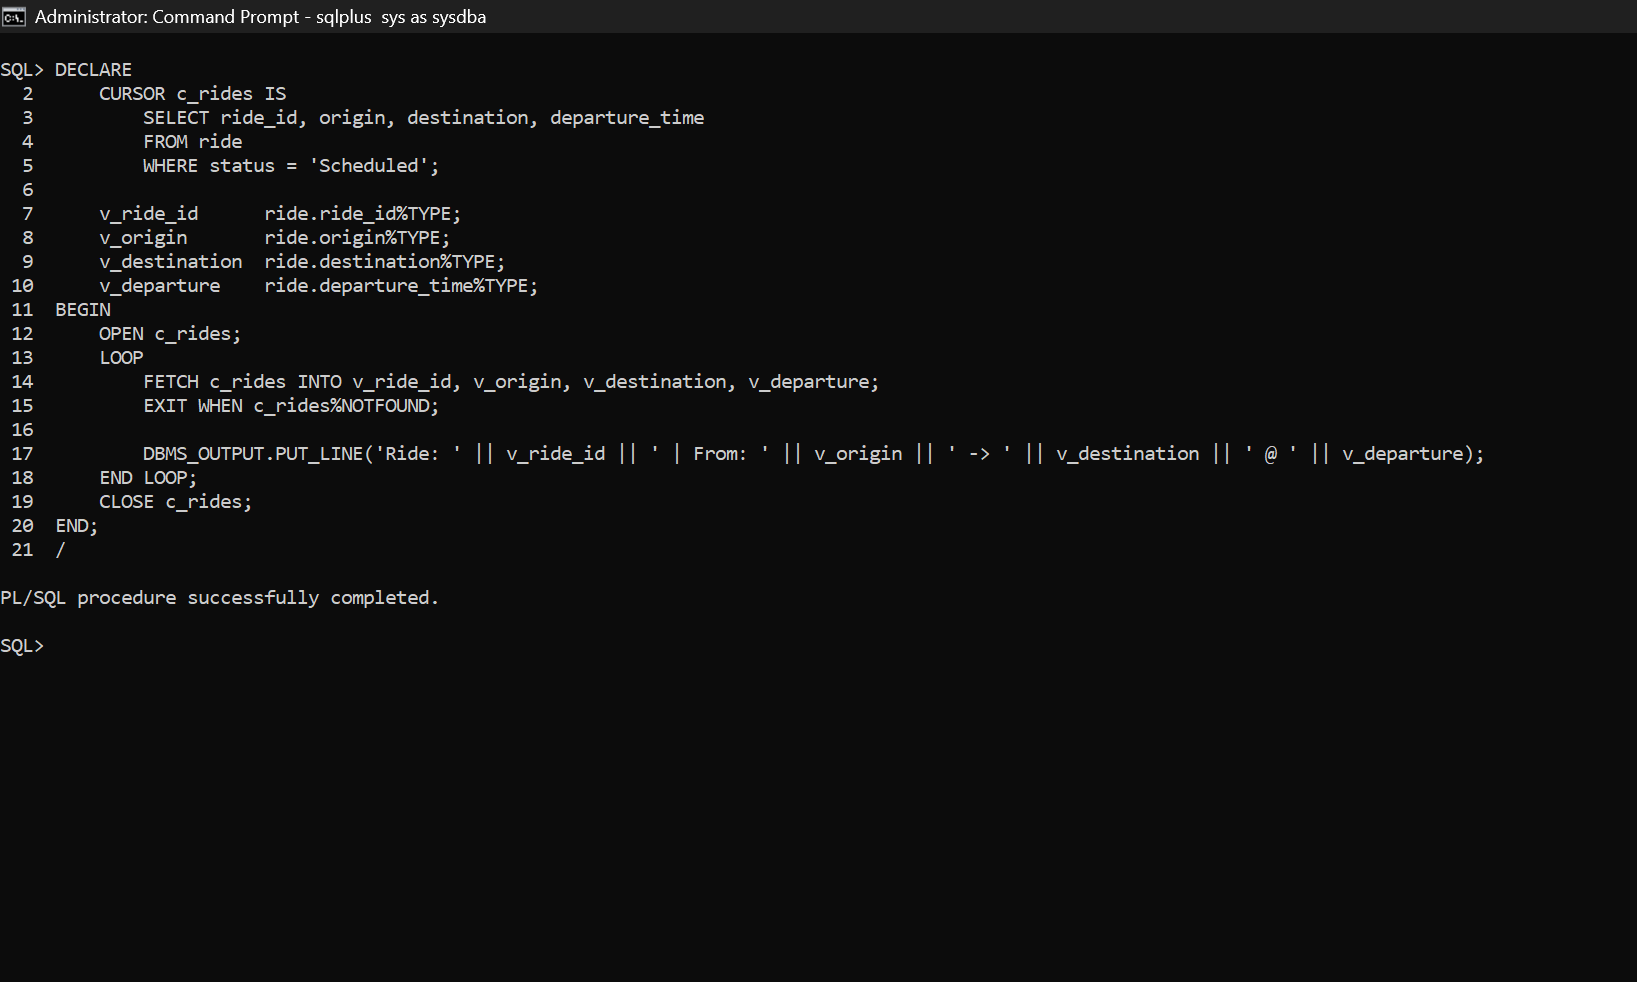 Administrator: Command Prompt - sqlplus  sys as sysdba
SQL> DECLARE
  2      CURSOR c_rides IS
  3          SELECT ride_id, origin, destination, departure_time
  4          FROM ride
  5          WHERE status = 'Scheduled';
  6
  7      v_ride_id      ride.ride_id%TYPE;
  8      v_origin       ride.origin%TYPE;
  9      v_destination  ride.destination%TYPE;
 10      v_departure    ride.departure_time%TYPE;
 11  BEGIN
 12      OPEN c_rides;
 13      LOOP
 14          FETCH c_rides INTO v_ride_id, v_origin, v_destination, v_departure;
 15          EXIT WHEN c_rides%NOTFOUND;
 16
 17          DBMS_OUTPUT.PUT_LINE('Ride: ' || v_ride_id || ' | From: ' || v_origin || ' -> ' || v_destination || ' @ ' || v_departure);
 18      END LOOP;
 19      CLOSE c_rides;
 20  END;
 21  /
PL/SQL procedure successfully completed.
SQL>